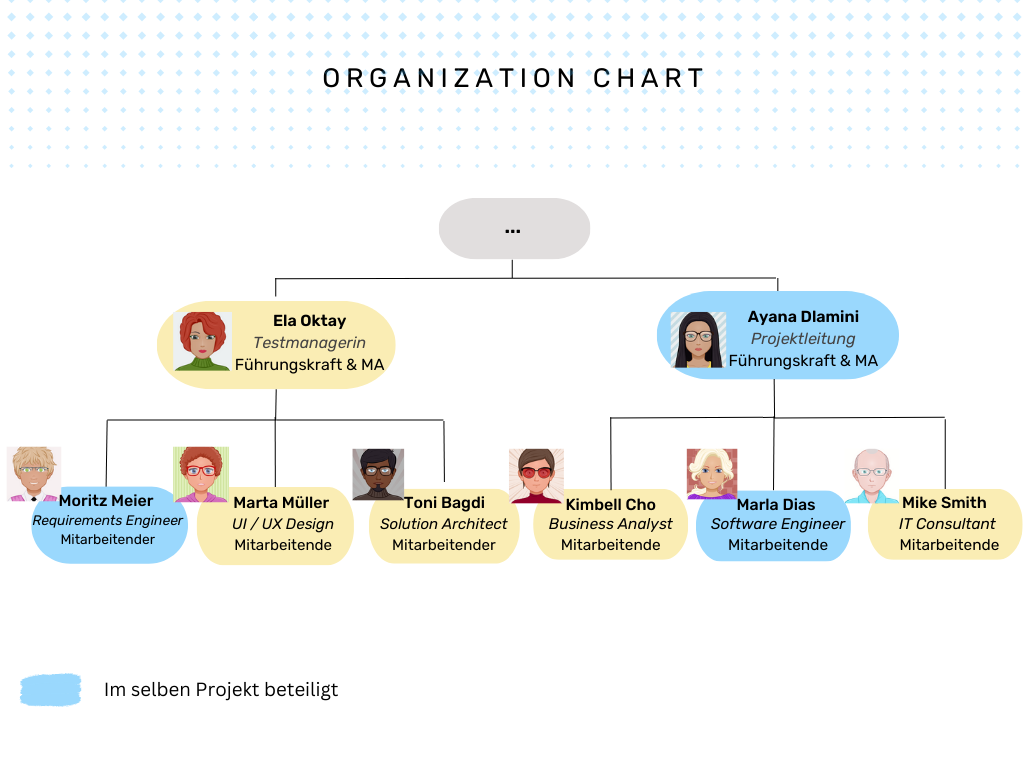 ORGANIZATION CHART
...
Ela Oktay
Testmanagerin
Führungskraft & MA
Ayana Dlamini
Projektleitung
Führungskraft & MA
Moritz Meier
Requirements Engineer
Mitarbeitender
Marta Müller
UI / UX Design
Mitarbeitende
Toni Bagdi
Solution Architect
Mitarbeitender
Kimbell Cho
Business Analyst
Mitarbeitende
Marla Dias
Software Engineer
Mitarbeitende
Mike Smith
IT Consultant
Mitarbeitende
Im selben Projekt beteiligt